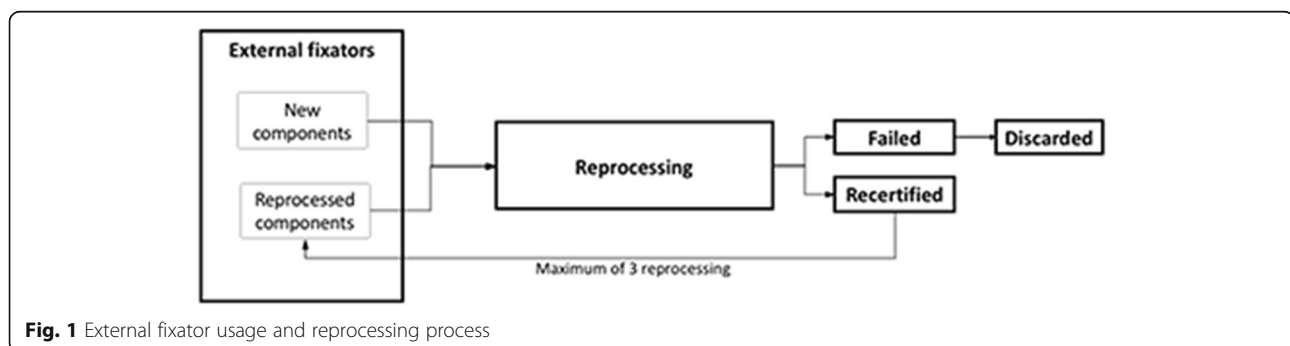 External fixators
New
components
Reprocessed
components
Reprocessing
Failed
Discarded
Recertified
Maximum of 3 reprocessing
Fig. 1 External fixator usage and reprocessing process